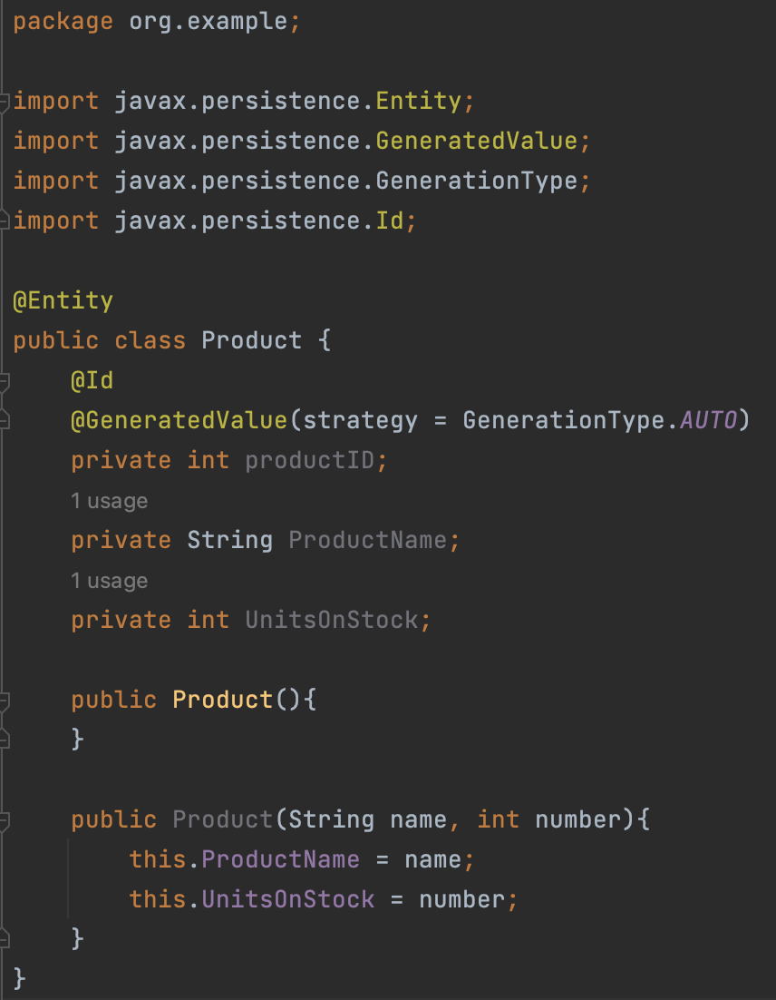 package org.example;
import javax.persistence.Entity;
import javax.persistence.GeneratedValue;
import javax.persistence.GenerationType;
import javax.persistence.Id;
@Entity
public class Product {
@Id
@GeneratedValue(strategy = GenerationType.AUTO)
private int productID;
1 usage
private String ProductName;
1 usage
private int UnitsOnStock;
public Product(){
}
public Product(String name, int number){
this.ProductName = name;
this.UnitsOnStock = number;
}
}